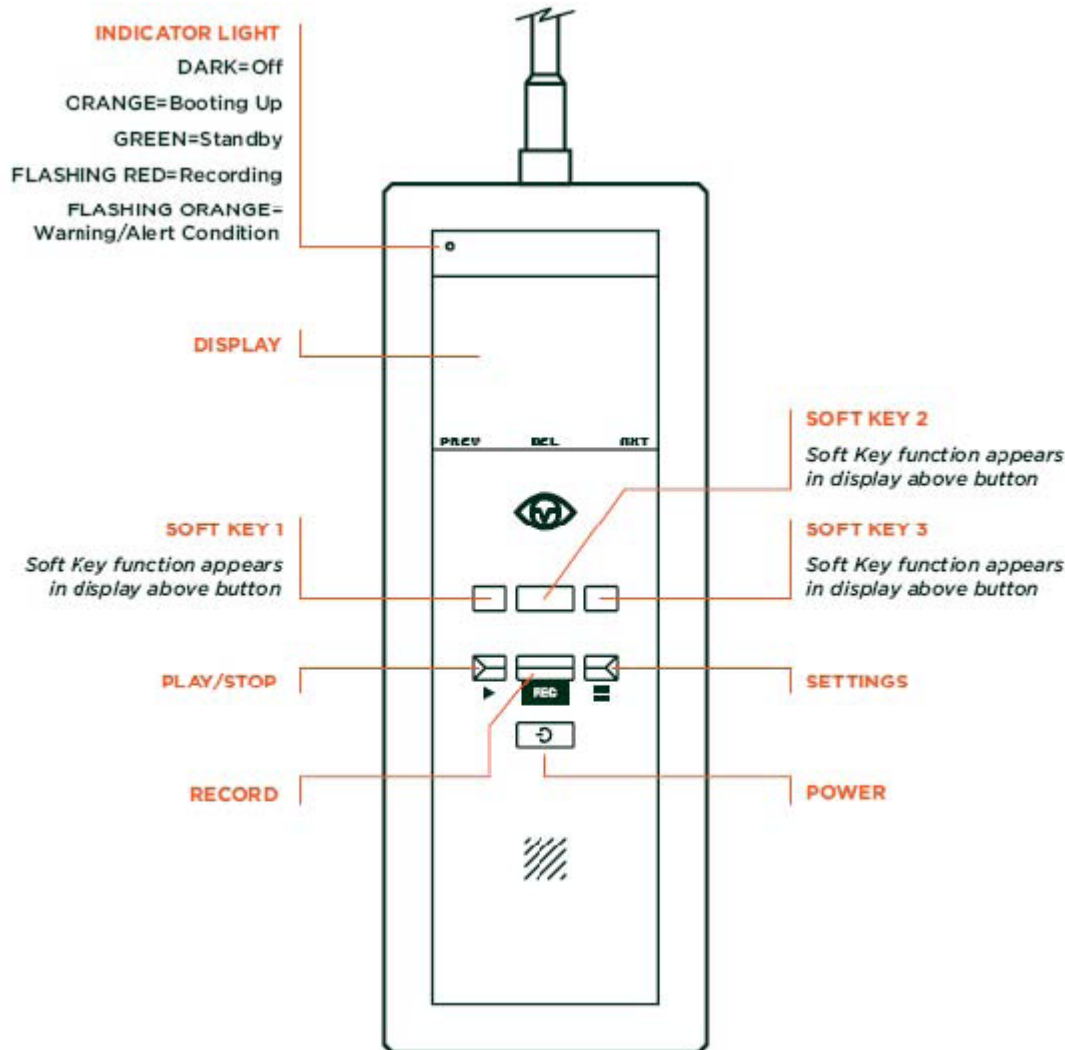 INDICATOR LIGHT
DARK=Off
ORANGE=Booting Up
GREEN=Standby
FLASHING RED=Recording
FLASHING ORANGE=
Warning/Alert Condition
DISPLAY
PREV DEL NXT
SOFT KEY 2
Soft Key function appears
in display above button
SOFT KEY 1
Soft Key function appears
in display above button
SOFT KEY 3
Soft Key function appears
in display above button
PLAY/STOP
SETTINGS
REC
RECORD
POWER